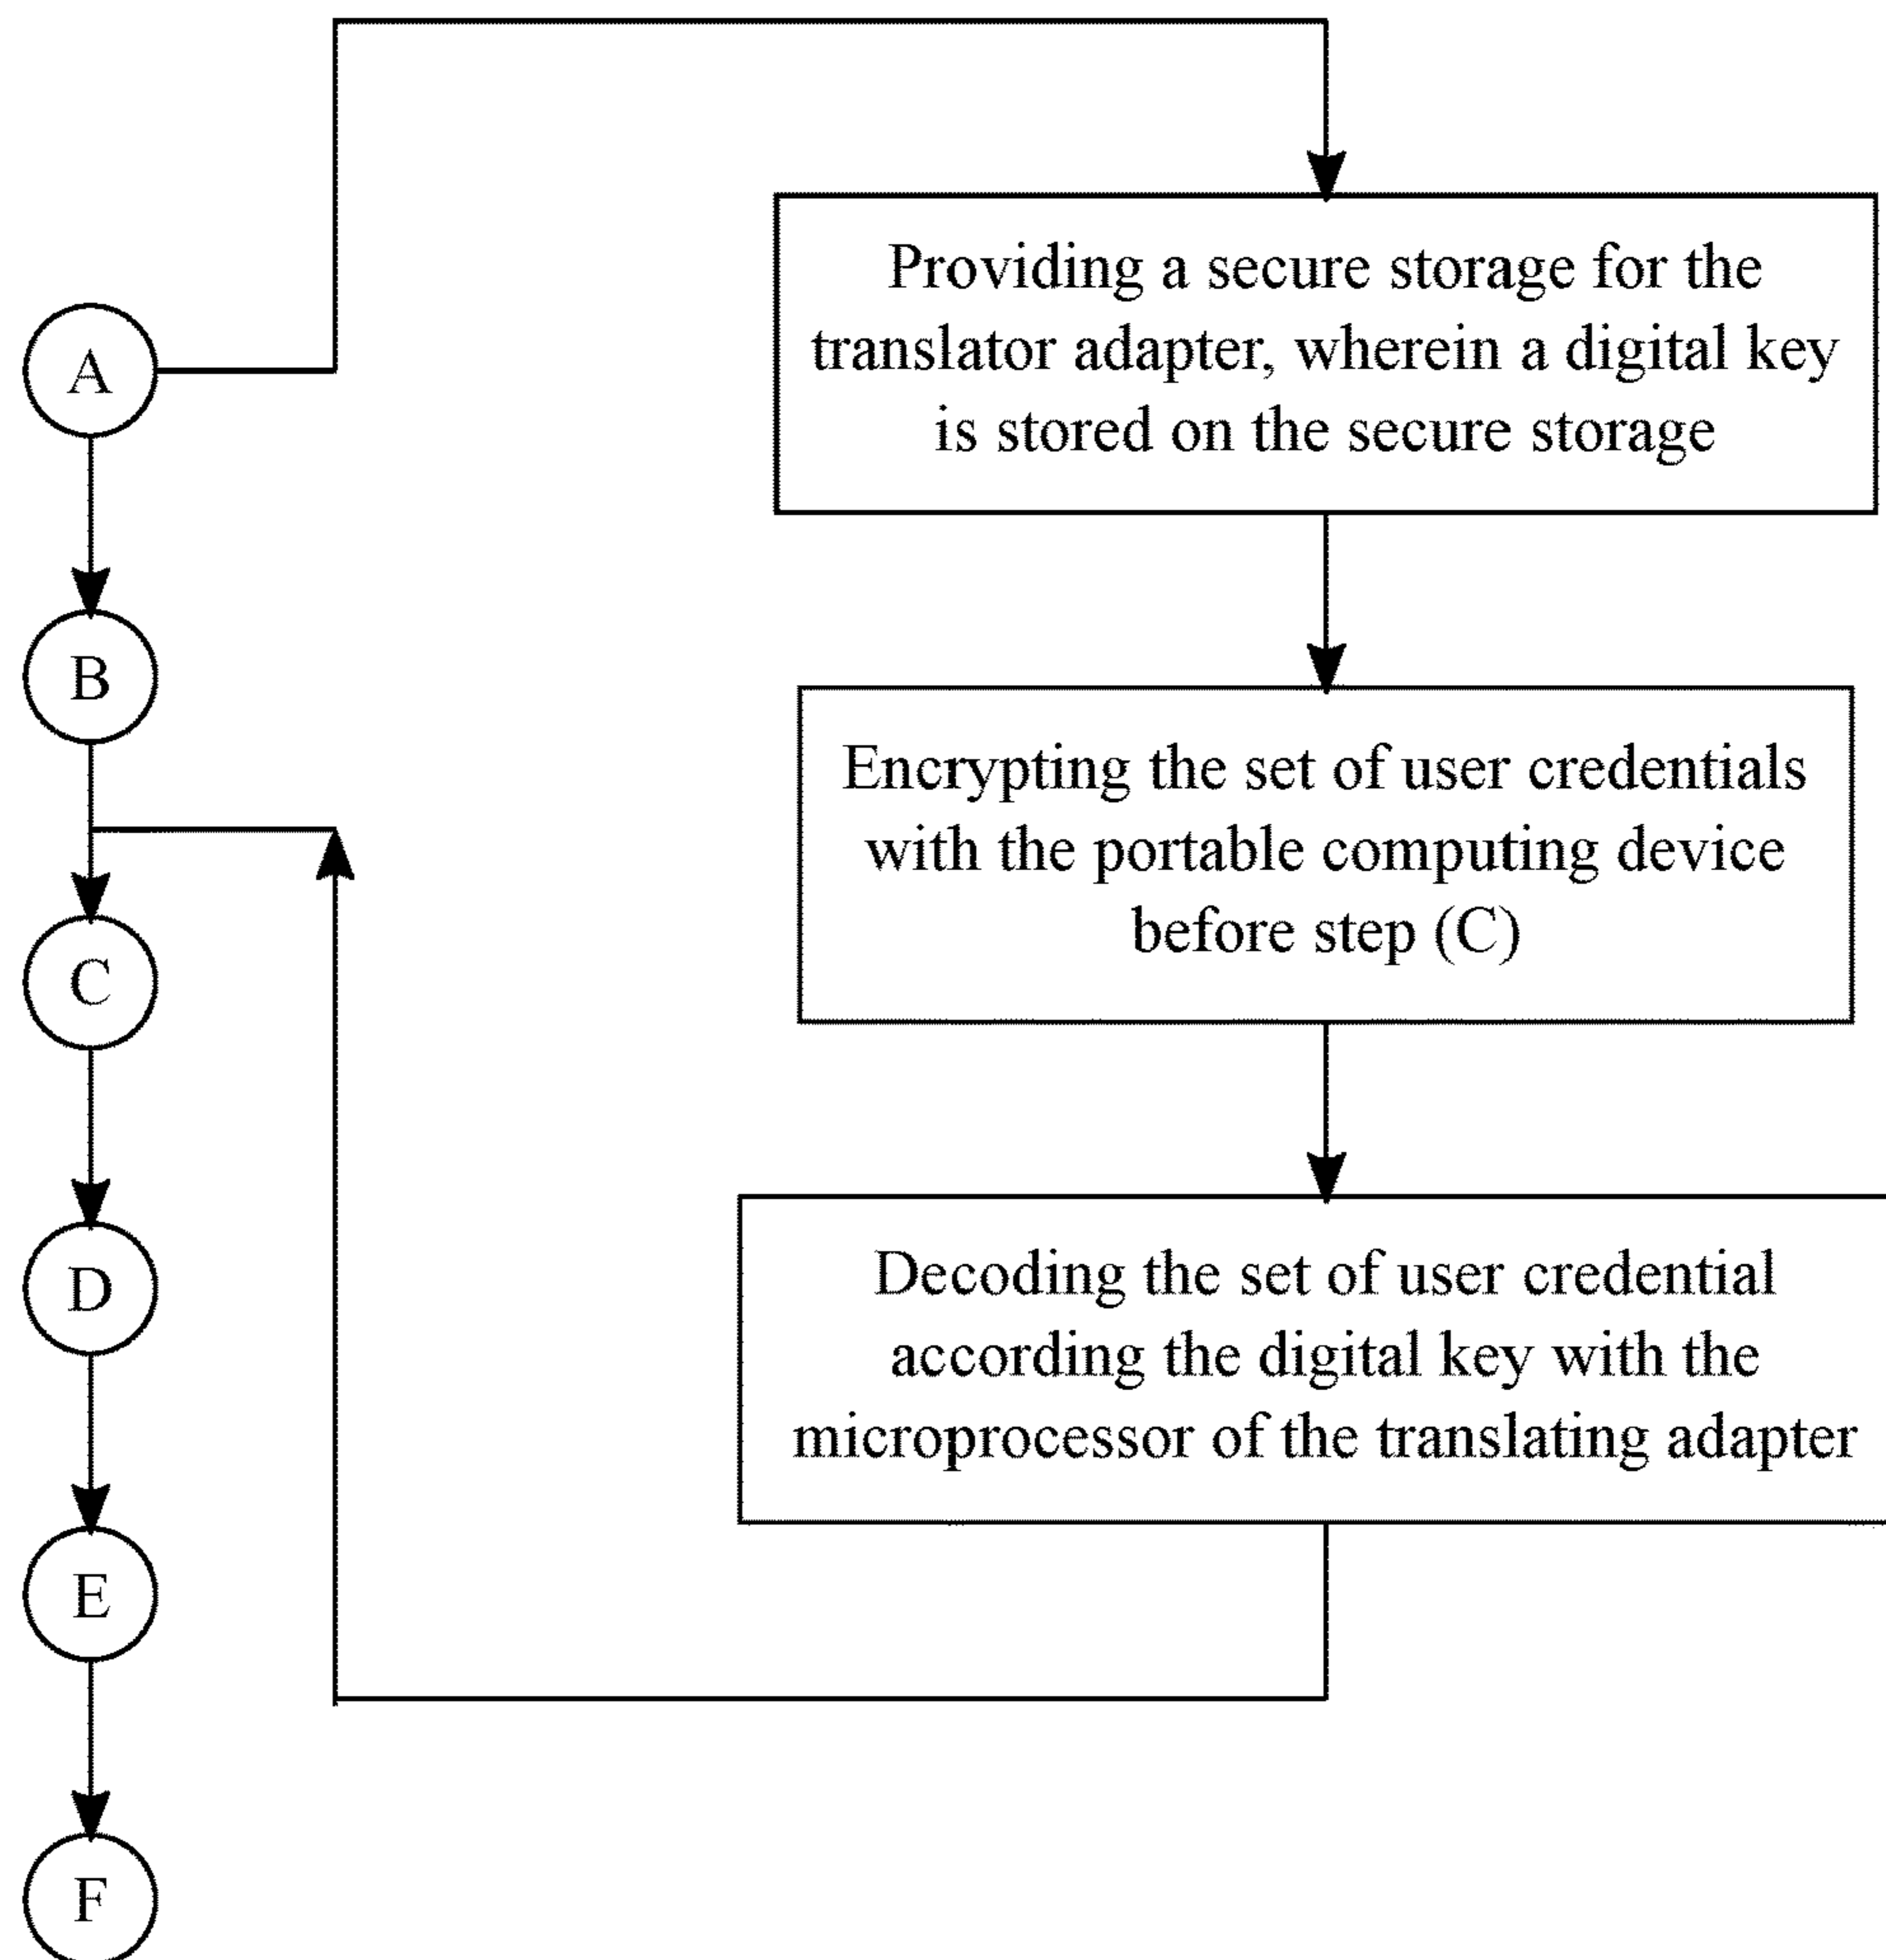 A
B
C
D
E
F
Providing a secure storage for the
translator adapter, wherein a digital key
is stored on the secure storage
Encrypting the set of user credentials
with the portable computing device
before step (C)
Decoding the set of user credential
according the digital key with the
microprocessor of the translating adapter